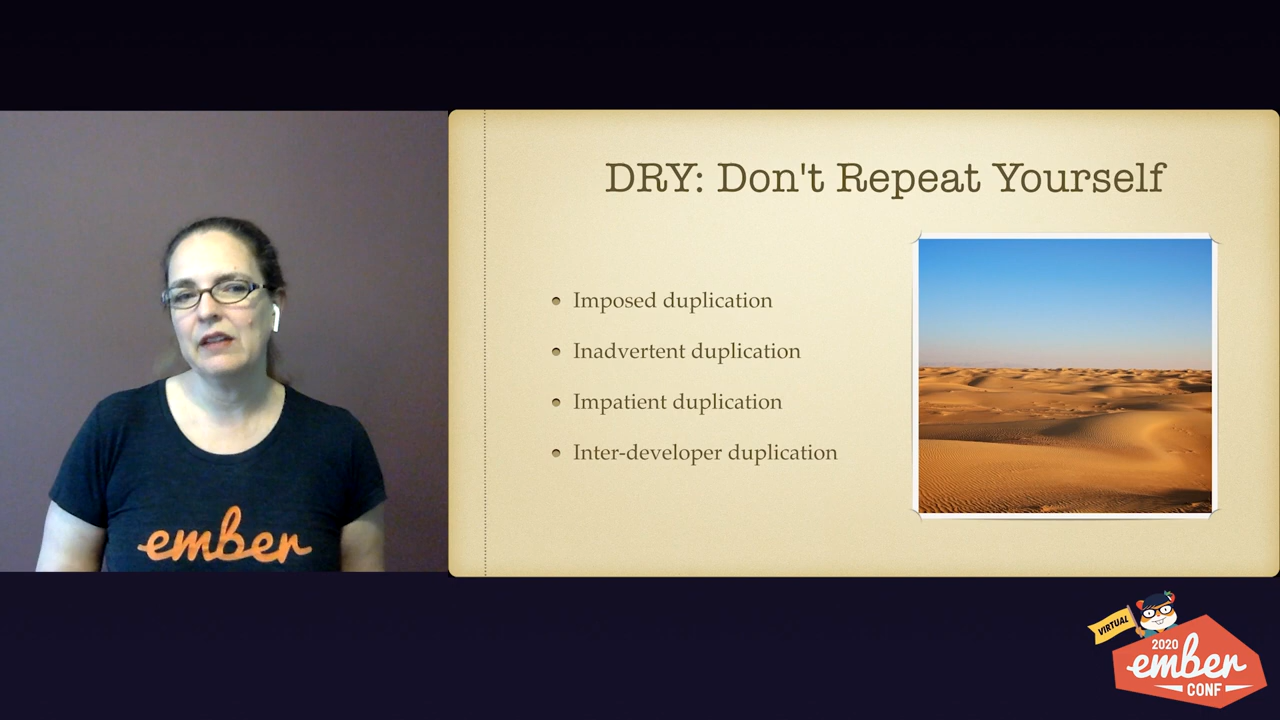 DRY: Don't Repeat Yourself
Imposed duplication
Inadvertent duplication
Impatient duplication
Inter-developer duplication
ember
VIRTUAL
2020
ember
CONF